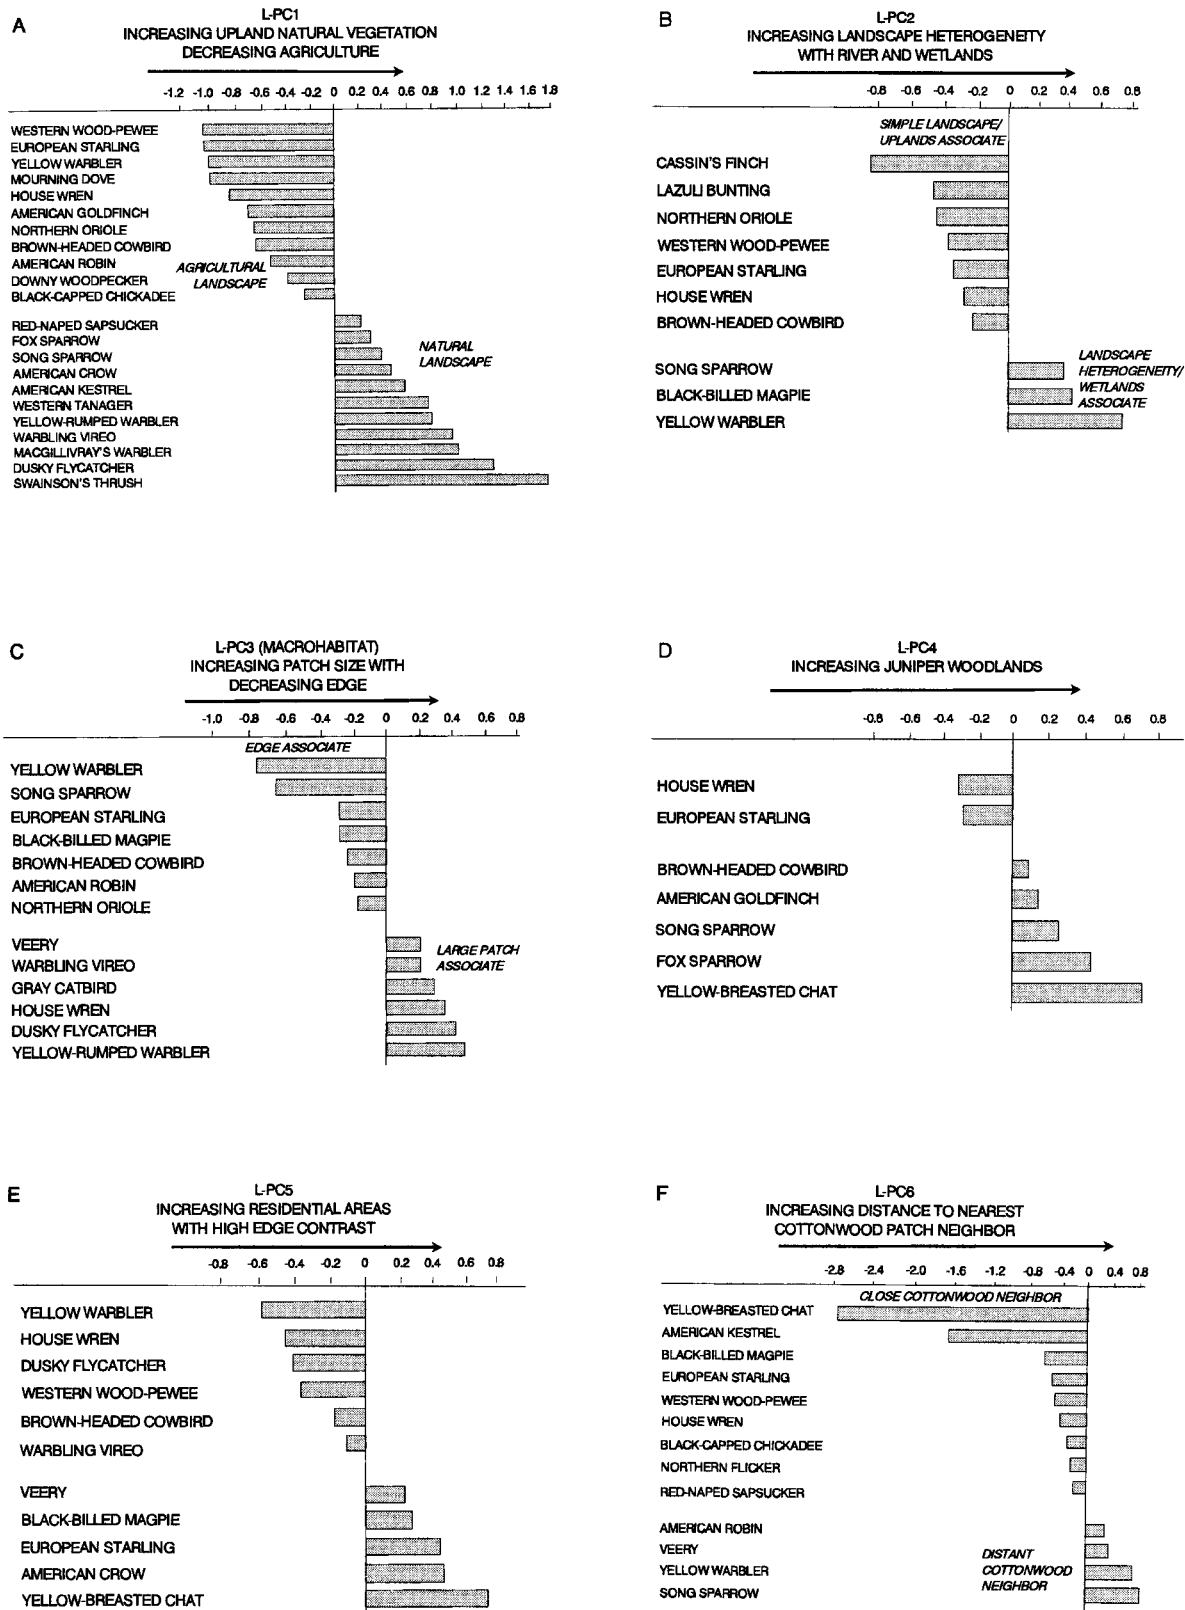 A
L-PC1
INCREASING UPLAND NATURAL VEGETATION
DECREASING AGRICULTURE
-1.2 -1.0 -0.8 -0.6 -0.4 -0.2 0 0.2 0.4 0.6 0.8 1.0 1.2 1.4 1.6 1.8
WESTERN WOOD-PEWEE
EUROPEAN STARLING
YELLOW WARBLER
MOURNING DOVE
HOUSE WREN
AMERICAN GOLDFINCH
NORTHERN ORIOLE
BROWN-HEADED COWBIRD
AMERICAN ROBIN
DOWNY WOODPECKER
BLACK-CAPPED CHICKADEE
AGRICULTURAL
LANDSCAPE
RED-NAPED SAPSUCKER
FOX SPARROW
SONG SPARROW
AMERICAN CROW
AMERICAN KESTREL
WESTERN TANAGER
YELLOW-RUMPED WARBLER
WARBLING VIREO
MACGILLIVRAY'S WARBLER
DUSKY FLYCATCHER
SWAINSON'S THRUSH
NATURAL
LANDSCAPE
B
L-PC2
INCREASING LANDSCAPE HETEROGENEITY
WITH RIVER AND WETLANDS
-0.8 -0.6 -0.4 -0.2 0 0.2 0.4 0.6 0.8
SIMPLE LANDSCAPE/
UPLANDS ASSOCIATE
CASSIN'S FINCH
LAZULI BUNTING
NORTHERN ORIOLE
WESTERN WOOD-PEWEE
EUROPEAN STARLING
HOUSE WREN
BROWN-HEADED COWBIRD
SONG SPARROW
BLACK-BILLED MAGPIE
YELLOW WARBLER
LANDSCAPE
HETEROGENEITY/
WETLANDS
ASSOCIATE
C
L-PC3 (MACROHABITAT)
INCREASING PATCH SIZE WITH
DECREASING EDGE
-1.0 -0.8 -0.6 -0.4 -0.2 0 0.2 0.4 0.6 0.8
EDGE ASSOCIATE
YELLOW WARBLER
SONG SPARROW
EUROPEAN STARLING
BLACK-BILLED MAGPIE
BROWN-HEADED COWBIRD
AMERICAN ROBIN
NORTHERN ORIOLE
VEERY
WARBLING VIREO
GRAY CATBIRD
HOUSE WREN
DUSKY FLYCATCHER
YELLOW-RUMPED WARBLER
LARGE PATCH
ASSOCIATE
D
L-PC4
INCREASING JUNIPER WOODLANDS
-0.8 -0.6 -0.4 -0.2 0 0.2 0.4 0.6 0.8
HOUSE WREN
EUROPEAN STARLING
BROWN-HEADED COWBIRD
AMERICAN GOLDFINCH
SONG SPARROW
FOX SPARROW
YELLOW-BREASTED CHAT
E
L-PC5
INCREASING RESIDENTIAL AREAS
WITH HIGH EDGE CONTRAST
-0.8 -0.6 -0.4 -0.2 0 0.2 0.4 0.6 0.8
YELLOW WARBLER
HOUSE WREN
DUSKY FLYCATCHER
WESTERN WOOD-PEWEE
BROWN-HEADED COWBIRD
WARBLING VIREO
VEERY
BLACK-BILLED MAGPIE
EUROPEAN STARLING
AMERICAN CROW
YELLOW-BREASTED CHAT
F
L-PC6
INCREASING DISTANCE TO NEAREST
COTTONWOOD PATCH NEIGHBOR
-2.8 -2.4 -2.0 -1.6 -1.2 -0.8 -0.4 0 0.4 0.8
CLOSE COTTONWOOD NEIGHBOR
YELLOW-BREASTED CHAT
AMERICAN KESTREL
BLACK-BILLED MAGPIE
EUROPEAN STARLING
WESTERN WOOD-PEWEE
HOUSE WREN
BLACK-CAPPED CHICKADEE
NORTHERN FLICKER
RED-NAPED SAPSUCKER
AMERICAN ROBIN
VEERY
YELLOW WARBLER
SONG SPARROW
DISTANT
COTTONWOOD
NEIGHBOR